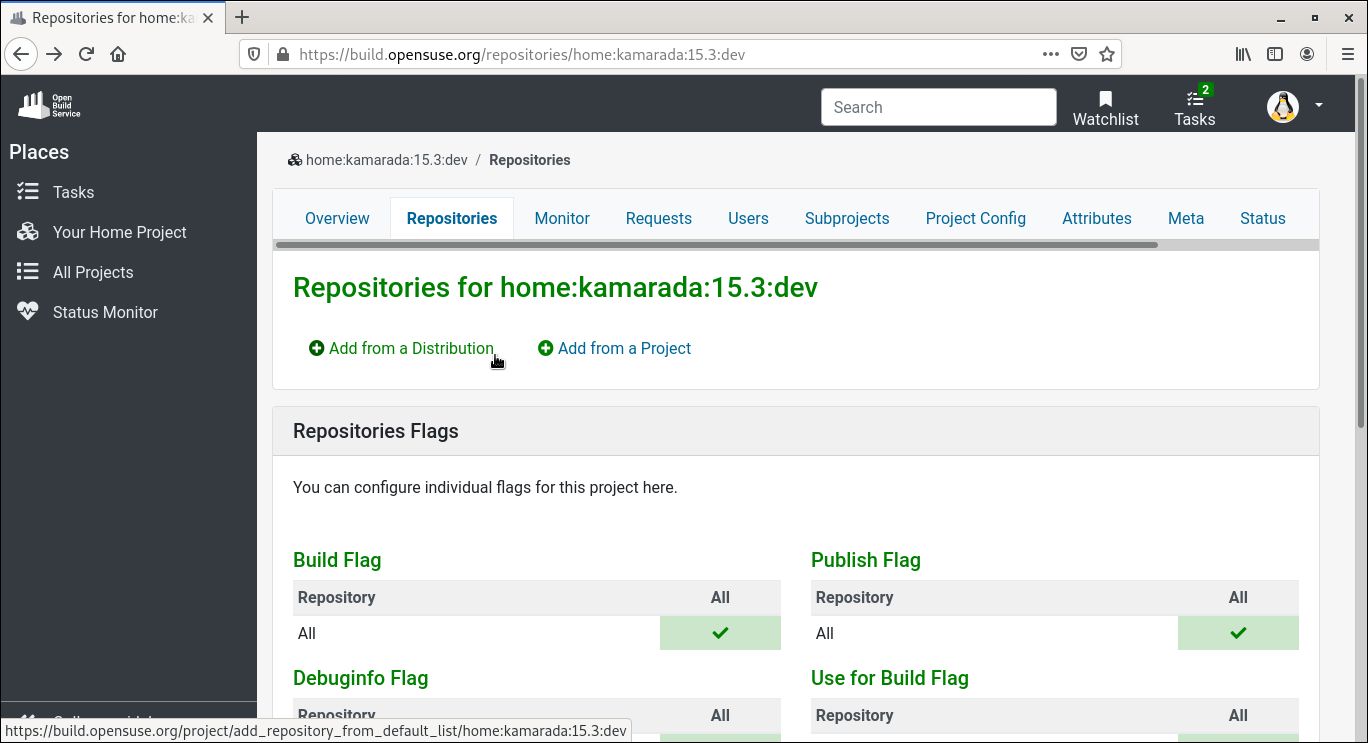 Repositories for home:ka
https://build.opensuse.org/repositories/home:kamarada:15.3:dev
Open
Build
Service
Search
Watchlist
2
Tasks
Places
Tasks
Your Home Project
All Projects
Status Monitor
home:kamarada:15.3:dev / Repositories
Overview Repositories Monitor Requests Users Subprojects Project Config Attributes Meta Status
Repositories for home:kamarada:15.3:dev
Add from a Distribution Add from a Project
Repositories Flags
You can configure individual flags for this project here.
Build Flag Publish Flag
Repository All Repository All
All All
Debuginfo Flag Use for Build Flag
Repository All Repository All
https://build.opensuse.org/project/add_repository_from_default_list/home:kamarada:15.3:dev